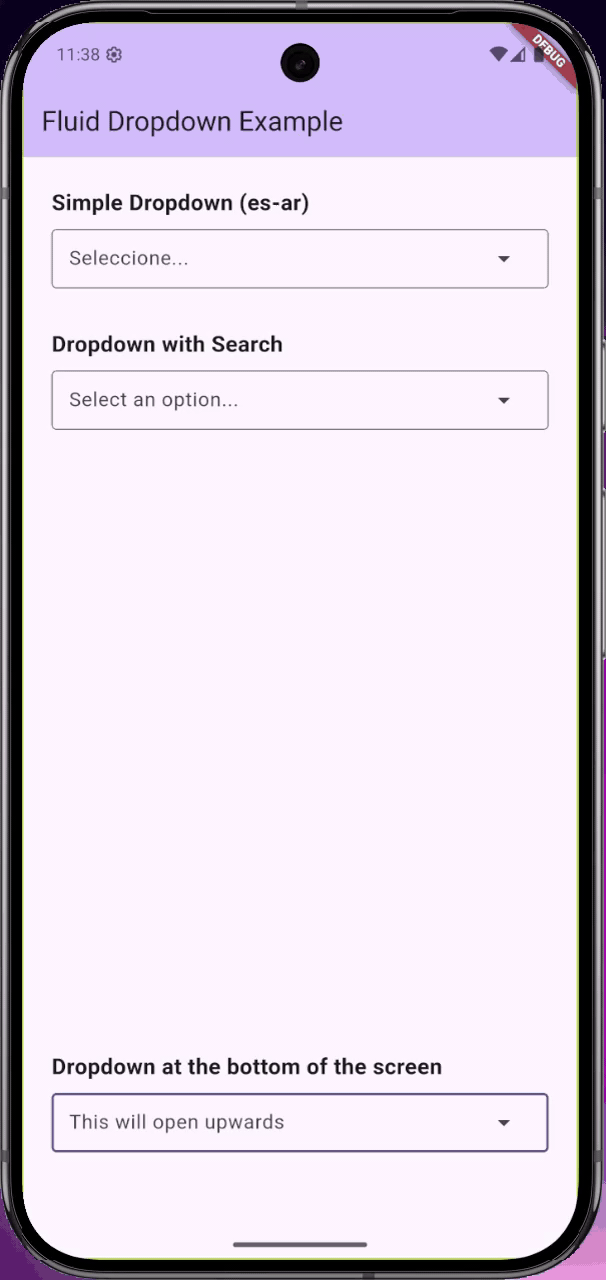 11:38
DEBUG
Fluid Dropdown Example
Simple Dropdown (es-ar)
Seleccione...
Dropdown with Search
Select an option...
Dropdown at the bottom of the screen
This will open upwards